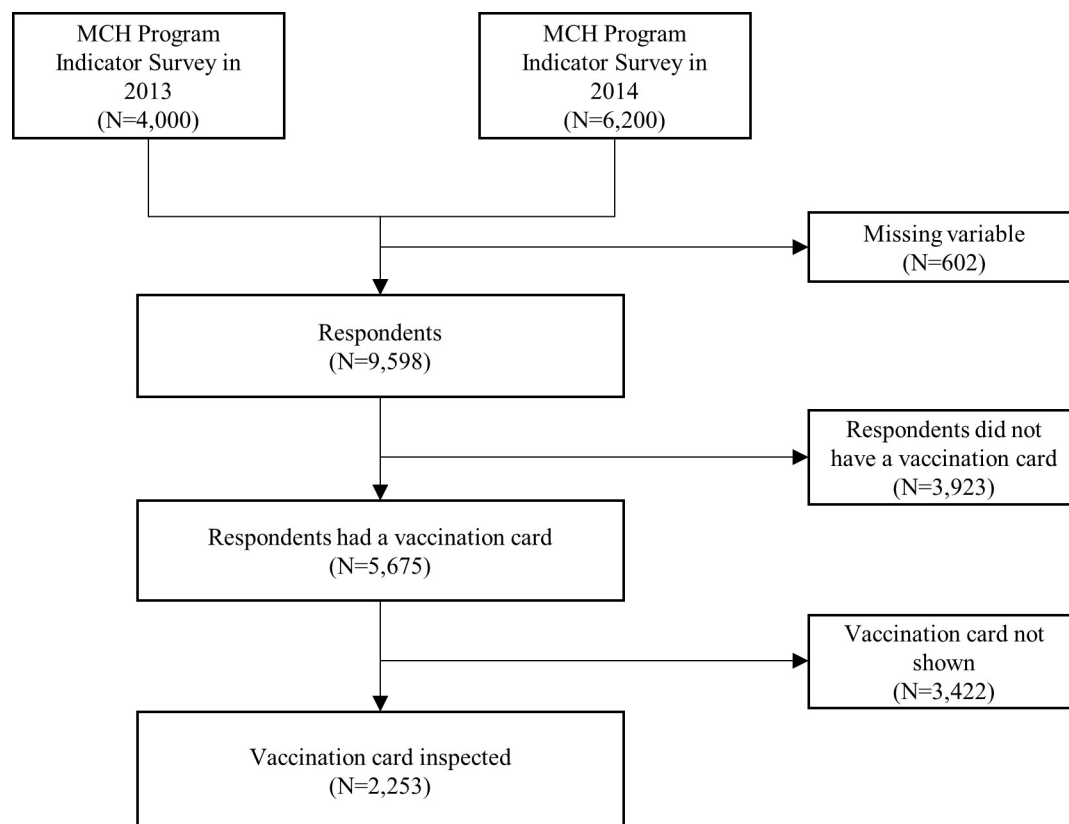 MCH Program
Indicator Survey in
2013
(N=4,000)
MCH Program
Indicator Survey in
2014
(N=6,200)
Missing variable
(N=602)
Respondents
(N=9,598)
Respondents did not
have a vaccination card
(N=3,923)
Respondents had a vaccination card
(N=5,675)
Vaccination card not
shown
(N=3,422)
Vaccination card inspected
(N=2,253)